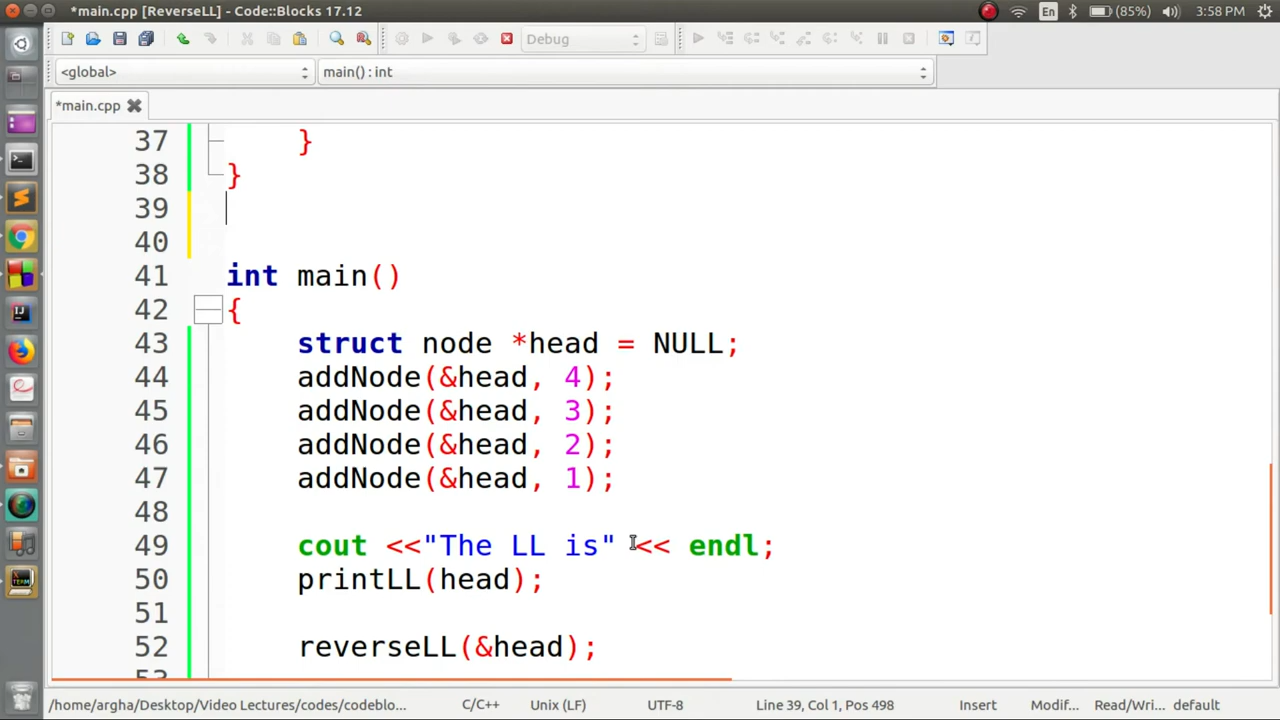 *main.cpp [ReverseLL] - Code::Blocks 17.12
En
(85%)
3:58 PM
Debug
<global>
main() : int
*main.cpp
37 }
38 }
39
40
41 int main()
42 {
43 struct node *head = NULL;
44 addNode(&head, 4);
45 addNode(&head, 3);
46 addNode(&head, 2);
47 addNode(&head, 1);
48
49 cout <<"The LL is" << endl;
50 printLL(head);
51
52 reverseLL(&head);
/home/argha/Desktop/Video Lectures/codes/codeblo...
C/C++
Unix (LF)
UTF-8
Line 39, Col 1, Pos 498
Insert
Modif...
Read/Wri...
default